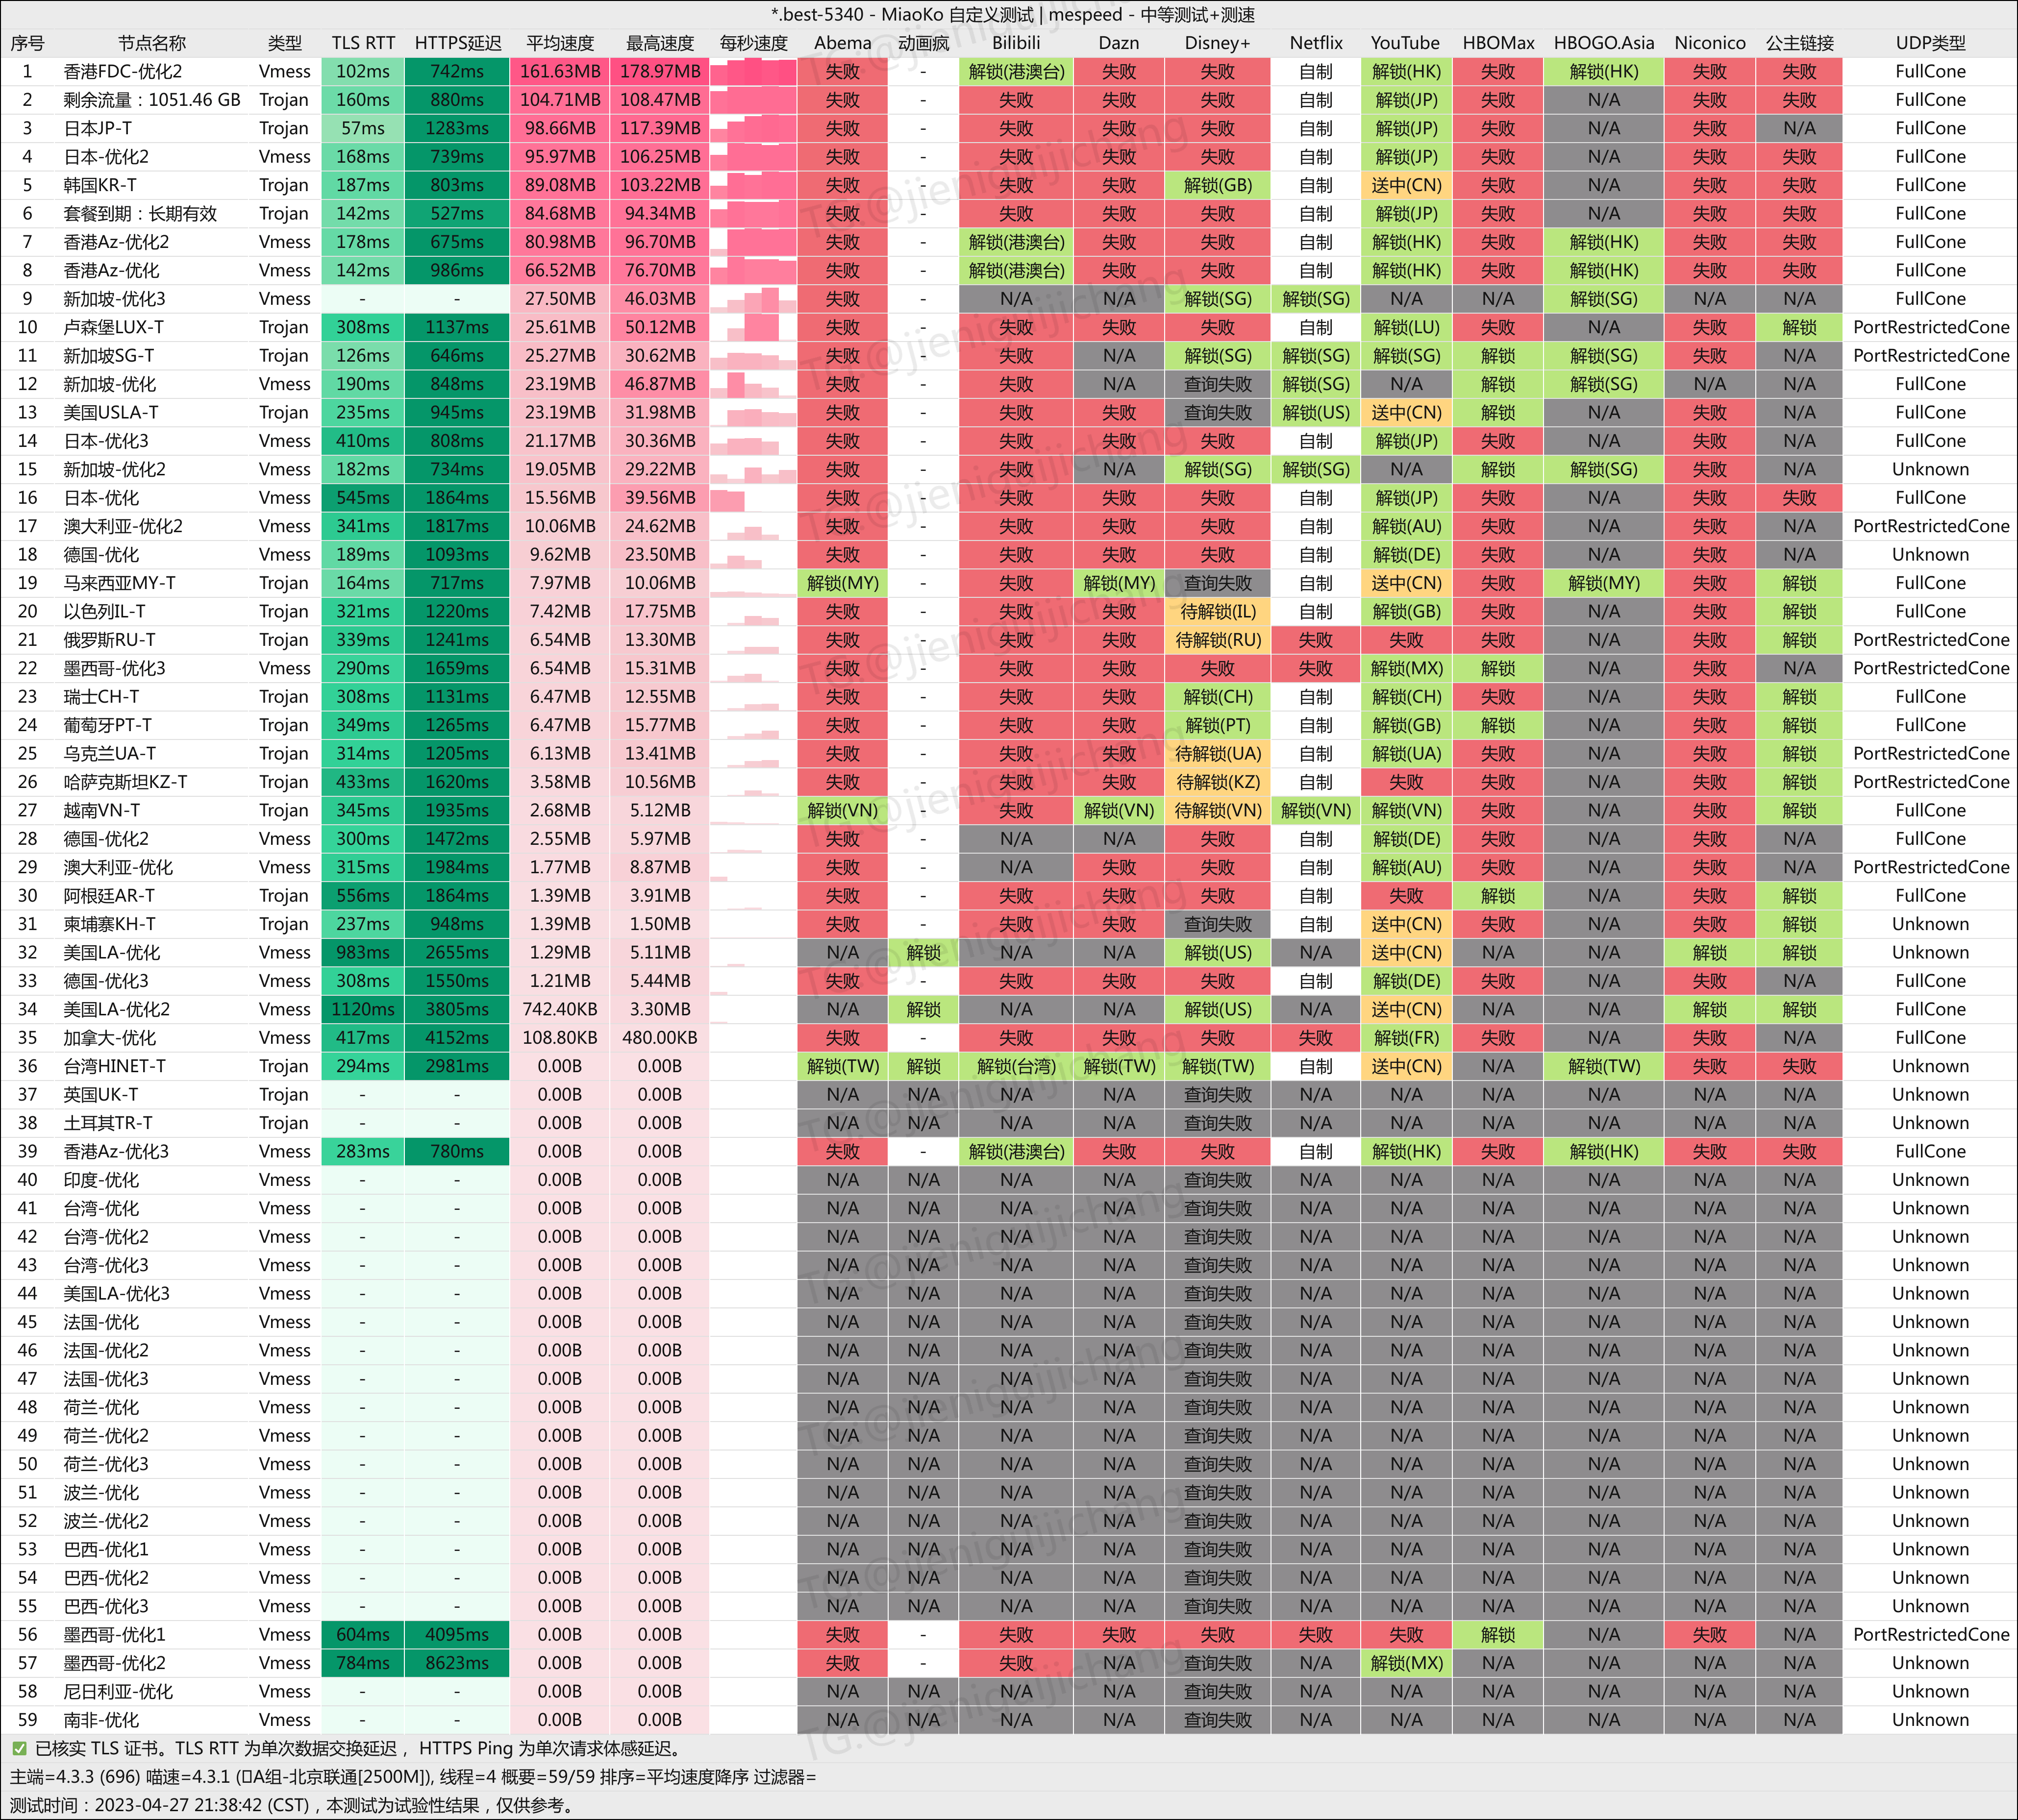 *.best-5340 - MiaoKo 自定义测试 | mespeed - 中等测试+测速
序号 节点名称 类型 TLS RTT HTTPS延迟 平均速度 最高速度 每秒速度 Abema 动画疯 Bilibili Dazn Disney+ Netflix YouTube HBOMax HBOGO.Asia Niconico 公主链接 UDP类型
1 香港FDC-优化2 Vmess 102ms 742ms 161.63MB 178.97MB 失败 - 解锁(港澳台) 失败 失败 自制 解锁(HK) 失败 解锁(HK) 失败 失败 FullCone
2 剩余流量：1051.46 GB Trojan 160ms 880ms 104.71MB 108.47MB 失败 - 失败 失败 失败 自制 解锁(JP) 失败 N/A 失败 失败 FullCone
3 日本JP-T Trojan 57ms 1283ms 98.66MB 117.39MB 失败 - 失败 失败 失败 自制 解锁(JP) 失败 N/A 失败 N/A FullCone
4 日本-优化2 Vmess 168ms 739ms 95.97MB 106.25MB 失败 - 失败 失败 失败 自制 解锁(JP) 失败 N/A 失败 失败 FullCone
5 韩国KR-T Trojan 187ms 803ms 89.08MB 103.22MB 失败 - 失败 失败 解锁(GB) 自制 送中(CN) 失败 N/A 失败 失败 FullCone
6 套餐到期：长期有效 Trojan 142ms 527ms 84.68MB 94.34MB 失败 - 失败 失败 失败 自制 解锁(JP) 失败 N/A 失败 失败 FullCone
7 香港Az-优化2 Vmess 178ms 675ms 80.98MB 96.70MB 失败 - 解锁(港澳台) 失败 失败 自制 解锁(HK) 失败 解锁(HK) 失败 失败 FullCone
8 香港Az-优化 Vmess 142ms 986ms 66.52MB 76.70MB 失败 - 解锁(港澳台) 失败 失败 自制 解锁(HK) 失败 解锁(HK) 失败 失败 FullCone
9 新加坡-优化3 Vmess - - 27.50MB 46.03MB 失败 - N/A N/A 解锁(SG) 解锁(SG) N/A N/A 解锁(SG) N/A N/A FullCone
10 卢森堡LUX-T Trojan 308ms 1137ms 25.61MB 50.12MB 失败 - 失败 失败 失败 自制 解锁(LU) 失败 N/A 失败 解锁 PortRestrictedCone
11 新加坡SG-T Trojan 126ms 646ms 25.27MB 30.62MB 失败 - 失败 N/A 解锁(SG) 解锁(SG) 解锁(SG) 解锁 解锁(SG) 失败 N/A PortRestrictedCone
12 新加坡-优化 Vmess 190ms 848ms 23.19MB 46.87MB 失败 - 失败 N/A 查询失败 解锁(SG) N/A 解锁 解锁(SG) N/A N/A FullCone
13 美国USLA-T Trojan 235ms 945ms 23.19MB 31.98MB 失败 - 失败 失败 查询失败 解锁(US) 送中(CN) 解锁 N/A 失败 N/A FullCone
14 日本-优化3 Vmess 410ms 808ms 21.17MB 30.36MB 失败 - 失败 失败 失败 自制 解锁(JP) 失败 N/A 失败 N/A FullCone
15 新加坡-优化2 Vmess 182ms 734ms 19.05MB 29.22MB 失败 - 失败 N/A 解锁(SG) 解锁(SG) N/A 解锁 解锁(SG) 失败 N/A Unknown
16 日本-优化 Vmess 545ms 1864ms 15.56MB 39.56MB 失败 - 失败 失败 失败 自制 解锁(JP) 失败 N/A 失败 失败 FullCone
17 澳大利亚-优化2 Vmess 341ms 1817ms 10.06MB 24.62MB 失败 - 失败 失败 失败 自制 解锁(AU) 失败 N/A 失败 N/A PortRestrictedCone
18 德国-优化 Vmess 189ms 1093ms 9.62MB 23.50MB 失败 - 失败 失败 失败 自制 解锁(DE) 失败 N/A 失败 N/A Unknown
19 马来西亚MY-T Trojan 164ms 717ms 7.97MB 10.06MB 解锁(MY) - 失败 解锁(MY) 查询失败 自制 送中(CN) 失败 解锁(MY) 失败 解锁 FullCone
20 以色列IL-T Trojan 321ms 1220ms 7.42MB 17.75MB 失败 - 失败 失败 待解锁(IL) 自制 解锁(GB) 失败 N/A 失败 解锁 FullCone
21 俄罗斯RU-T Trojan 339ms 1241ms 6.54MB 13.30MB 失败 - 失败 失败 待解锁(RU) 失败 失败 失败 N/A 失败 解锁 PortRestrictedCone
22 墨西哥-优化3 Vmess 290ms 1659ms 6.54MB 15.31MB 失败 - 失败 失败 失败 失败 解锁(MX) 解锁 N/A 失败 N/A PortRestrictedCone
23 瑞士CH-T Trojan 308ms 1131ms 6.47MB 12.55MB 失败 - 失败 失败 解锁(CH) 自制 解锁(CH) 失败 N/A 失败 解锁 FullCone
24 葡萄牙PT-T Trojan 349ms 1265ms 6.47MB 15.77MB 失败 - 失败 失败 解锁(PT) 自制 解锁(GB) 解锁 N/A 失败 解锁 FullCone
25 乌克兰UA-T Trojan 314ms 1205ms 6.13MB 13.41MB 失败 - 失败 失败 待解锁(UA) 自制 解锁(UA) 失败 N/A 失败 解锁 PortRestrictedCone
26 哈萨克斯坦KZ-T Trojan 433ms 1620ms 3.58MB 10.56MB 失败 - 失败 失败 待解锁(KZ) 自制 失败 失败 N/A 失败 解锁 PortRestrictedCone
27 越南VN-T Trojan 345ms 1935ms 2.68MB 5.12MB 解锁(VN) - 失败 解锁(VN) 待解锁(VN) 解锁(VN) 解锁(VN) 失败 N/A 失败 解锁 FullCone
28 德国-优化2 Vmess 300ms 1472ms 2.55MB 5.97MB 失败 - N/A N/A 失败 自制 解锁(DE) 失败 N/A 失败 N/A FullCone
29 澳大利亚-优化 Vmess 315ms 1984ms 1.77MB 8.87MB 失败 - N/A 失败 失败 自制 解锁(AU) 失败 N/A 失败 N/A PortRestrictedCone
30 阿根廷AR-T Trojan 556ms 1864ms 1.39MB 3.91MB 失败 - 失败 失败 失败 自制 失败 解锁 N/A 失败 解锁 FullCone
31 柬埔寨KH-T Trojan 237ms 948ms 1.39MB 1.50MB 失败 - 失败 失败 查询失败 自制 送中(CN) 失败 N/A 失败 解锁 Unknown
32 美国LA-优化 Vmess 983ms 2655ms 1.29MB 5.11MB N/A 解锁 N/A N/A 解锁(US) N/A 送中(CN) N/A N/A 解锁 解锁 Unknown
33 德国-优化3 Vmess 308ms 1550ms 1.21MB 5.44MB 失败 - 失败 失败 失败 自制 解锁(DE) 失败 N/A 失败 N/A FullCone
34 美国LA-优化2 Vmess 1120ms 3805ms 742.40KB 3.30MB N/A 解锁 N/A N/A 解锁(US) N/A 送中(CN) N/A N/A 解锁 解锁 FullCone
35 加拿大-优化 Vmess 417ms 4152ms 108.80KB 480.00KB 失败 - 失败 失败 失败 失败 解锁(FR) 失败 N/A 失败 N/A FullCone
36 台湾HINET-T Trojan 294ms 2981ms 0.00B 0.00B 解锁(TW) 解锁 解锁(台湾) 解锁(TW) 解锁(TW) 自制 送中(CN) N/A 解锁(TW) 失败 失败 Unknown
37 英国UK-T Trojan - - 0.00B 0.00B N/A N/A N/A N/A 查询失败 N/A N/A N/A N/A N/A N/A Unknown
38 土耳其TR-T Trojan - - 0.00B 0.00B N/A N/A N/A N/A 查询失败 N/A N/A N/A N/A N/A N/A Unknown
39 香港Az-优化3 Vmess 283ms 780ms 0.00B 0.00B 失败 - 解锁(港澳台) 失败 失败 自制 解锁(HK) 失败 解锁(HK) 失败 失败 FullCone
40 印度-优化 Vmess - - 0.00B 0.00B N/A N/A N/A N/A 查询失败 N/A N/A N/A N/A N/A N/A Unknown
41 台湾-优化 Vmess - - 0.00B 0.00B N/A N/A N/A N/A 查询失败 N/A N/A N/A N/A N/A N/A Unknown
42 台湾-优化2 Vmess - - 0.00B 0.00B N/A N/A N/A N/A 查询失败 N/A N/A N/A N/A N/A N/A Unknown
43 台湾-优化3 Vmess - - 0.00B 0.00B N/A N/A N/A N/A 查询失败 N/A N/A N/A N/A N/A N/A Unknown
44 美国LA-优化3 Vmess - - 0.00B 0.00B N/A N/A N/A N/A 查询失败 N/A N/A N/A N/A N/A N/A Unknown
45 法国-优化 Vmess - - 0.00B 0.00B N/A N/A N/A N/A 查询失败 N/A N/A N/A N/A N/A N/A Unknown
46 法国-优化2 Vmess - - 0.00B 0.00B N/A N/A N/A N/A 查询失败 N/A N/A N/A N/A N/A N/A Unknown
47 法国-优化3 Vmess - - 0.00B 0.00B N/A N/A N/A N/A 查询失败 N/A N/A N/A N/A N/A N/A Unknown
48 荷兰-优化 Vmess - - 0.00B 0.00B N/A N/A N/A N/A 查询失败 N/A N/A N/A N/A N/A N/A Unknown
49 荷兰-优化2 Vmess - - 0.00B 0.00B N/A N/A N/A N/A 查询失败 N/A N/A N/A N/A N/A N/A Unknown
50 荷兰-优化3 Vmess - - 0.00B 0.00B N/A N/A N/A N/A 查询失败 N/A N/A N/A N/A N/A N/A Unknown
51 波兰-优化 Vmess - - 0.00B 0.00B N/A N/A N/A N/A 查询失败 N/A N/A N/A N/A N/A N/A Unknown
52 波兰-优化2 Vmess - - 0.00B 0.00B N/A N/A N/A N/A 查询失败 N/A N/A N/A N/A N/A N/A Unknown
53 巴西-优化1 Vmess - - 0.00B 0.00B N/A N/A N/A N/A 查询失败 N/A N/A N/A N/A N/A N/A Unknown
54 巴西-优化2 Vmess - - 0.00B 0.00B N/A N/A N/A N/A 查询失败 N/A N/A N/A N/A N/A N/A Unknown
55 巴西-优化3 Vmess - - 0.00B 0.00B N/A N/A N/A N/A 查询失败 N/A N/A N/A N/A N/A N/A Unknown
56 墨西哥-优化1 Vmess 604ms 4095ms 0.00B 0.00B 失败 - 失败 失败 失败 失败 失败 解锁 N/A 失败 N/A PortRestrictedCone
57 墨西哥-优化2 Vmess 784ms 8623ms 0.00B 0.00B 失败 - 失败 N/A 查询失败 N/A 解锁(MX) N/A N/A N/A N/A Unknown
58 尼日利亚-优化 Vmess - - 0.00B 0.00B N/A N/A N/A N/A 查询失败 N/A N/A N/A N/A N/A N/A Unknown
59 南非-优化 Vmess - - 0.00B 0.00B N/A N/A N/A N/A 查询失败 N/A N/A N/A N/A N/A N/A Unknown
✅ 已核实 TLS 证书。TLS RTT 为单次数据交换延迟， HTTPS Ping 为单次请求体感延迟。
主端=4.3.3 (696) 喵速=4.3.1 (▯A组-北京联通[2500M]), 线程=4 概要=59/59 排序=平均速度降序 过滤器=
测试时间：2023-04-27 21:38:42 (CST)，本测试为试验性结果，仅供参考。
TG:@jieniguijichang